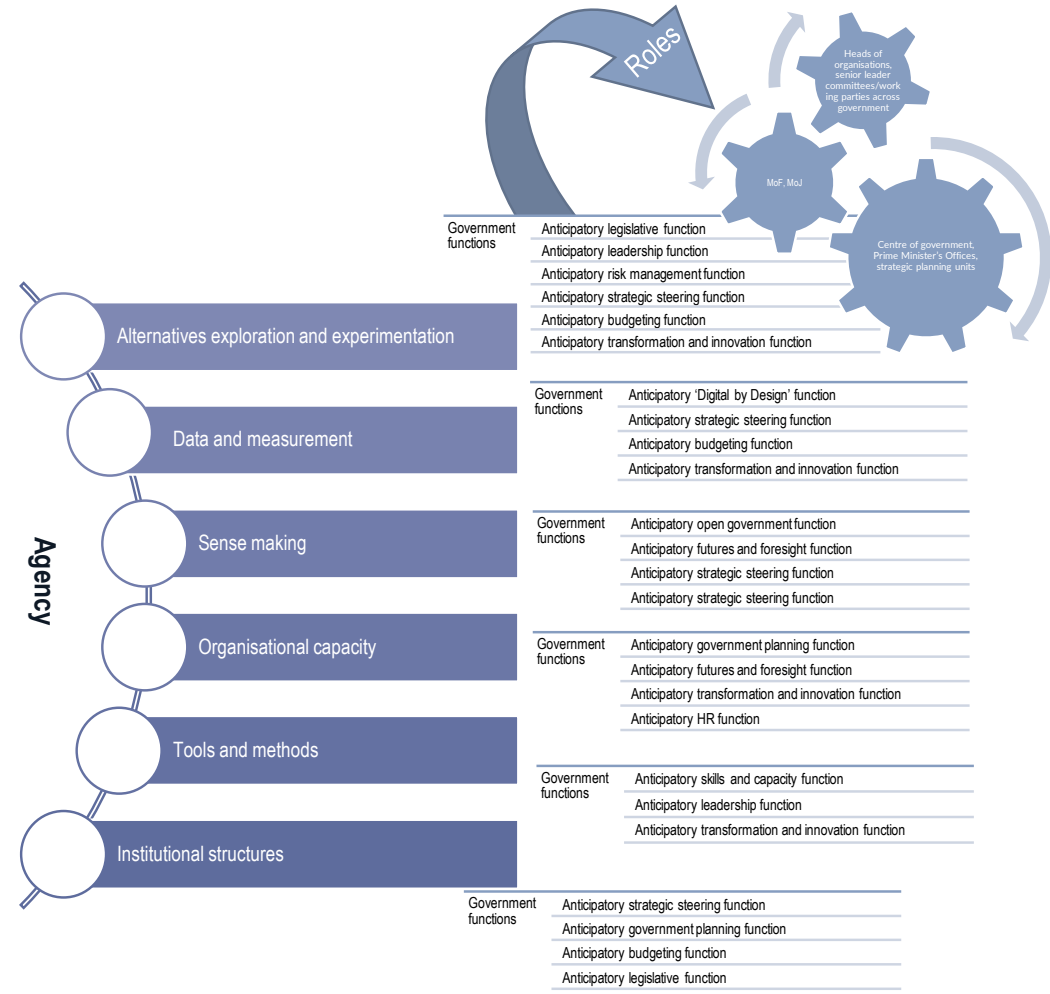 Roles
Heads of
organisations,
senior leader
committees/work
ing parties across
government
MoF, MoJ
Centre of government,
Prime Minister's Offices,
strategic planning units
Government
functions
Anticipatory legislative function
Anticipatory leadership function
Anticipatory risk management function
Anticipatory strategic steering function
Anticipatory budgeting function
Anticipatory transformation and innovation function
Alternatives exploration and experimentation
Government
functions
Anticipatory ‘Digital by Design’ function
Anticipatory strategic steering function
Anticipatory budgeting function
Anticipatory transformation and innovation function
Data and measurement
Government
functions
Anticipatory open government function
Anticipatory futures and foresight function
Anticipatory strategic steering function
Anticipatory strategic steering function
Sense making
Agency
Government
functions
Anticipatory government planning function
Anticipatory futures and foresight function
Anticipatory transformation and innovation function
Anticipatory HR function
Organisational capacity
Tools and methods
Government
functions
Anticipatory skills and capacity function
Anticipatory leadership function
Anticipatory transformation and innovation function
Institutional structures
Government
functions
Anticipatory strategic steering function
Anticipatory government planning function
Anticipatory budgeting function
Anticipatory legislative function